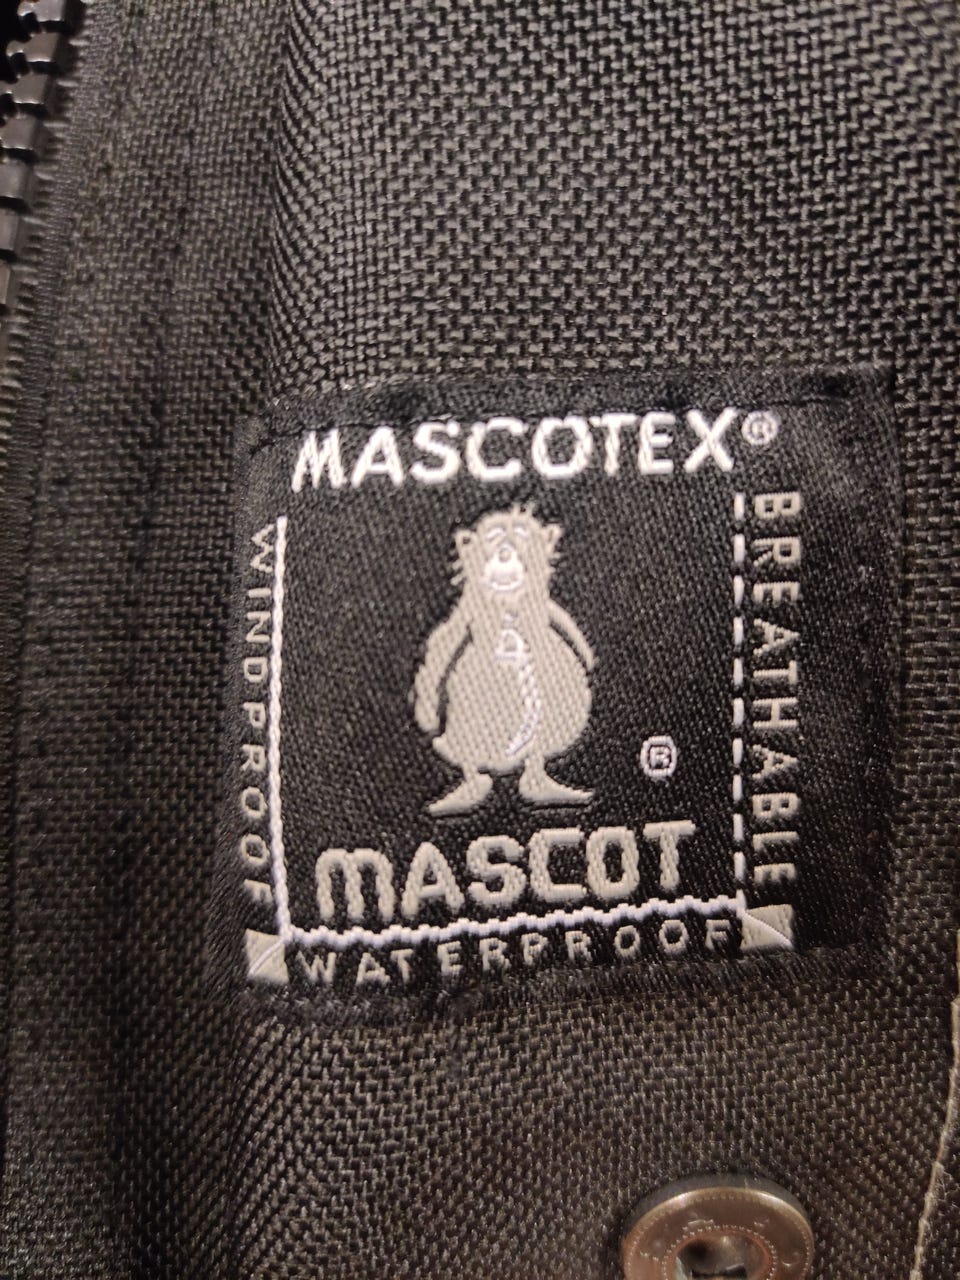 MASCOTEX®
WINDPROOF
BREATHABLE
®
MASCOT
WATERPROOF